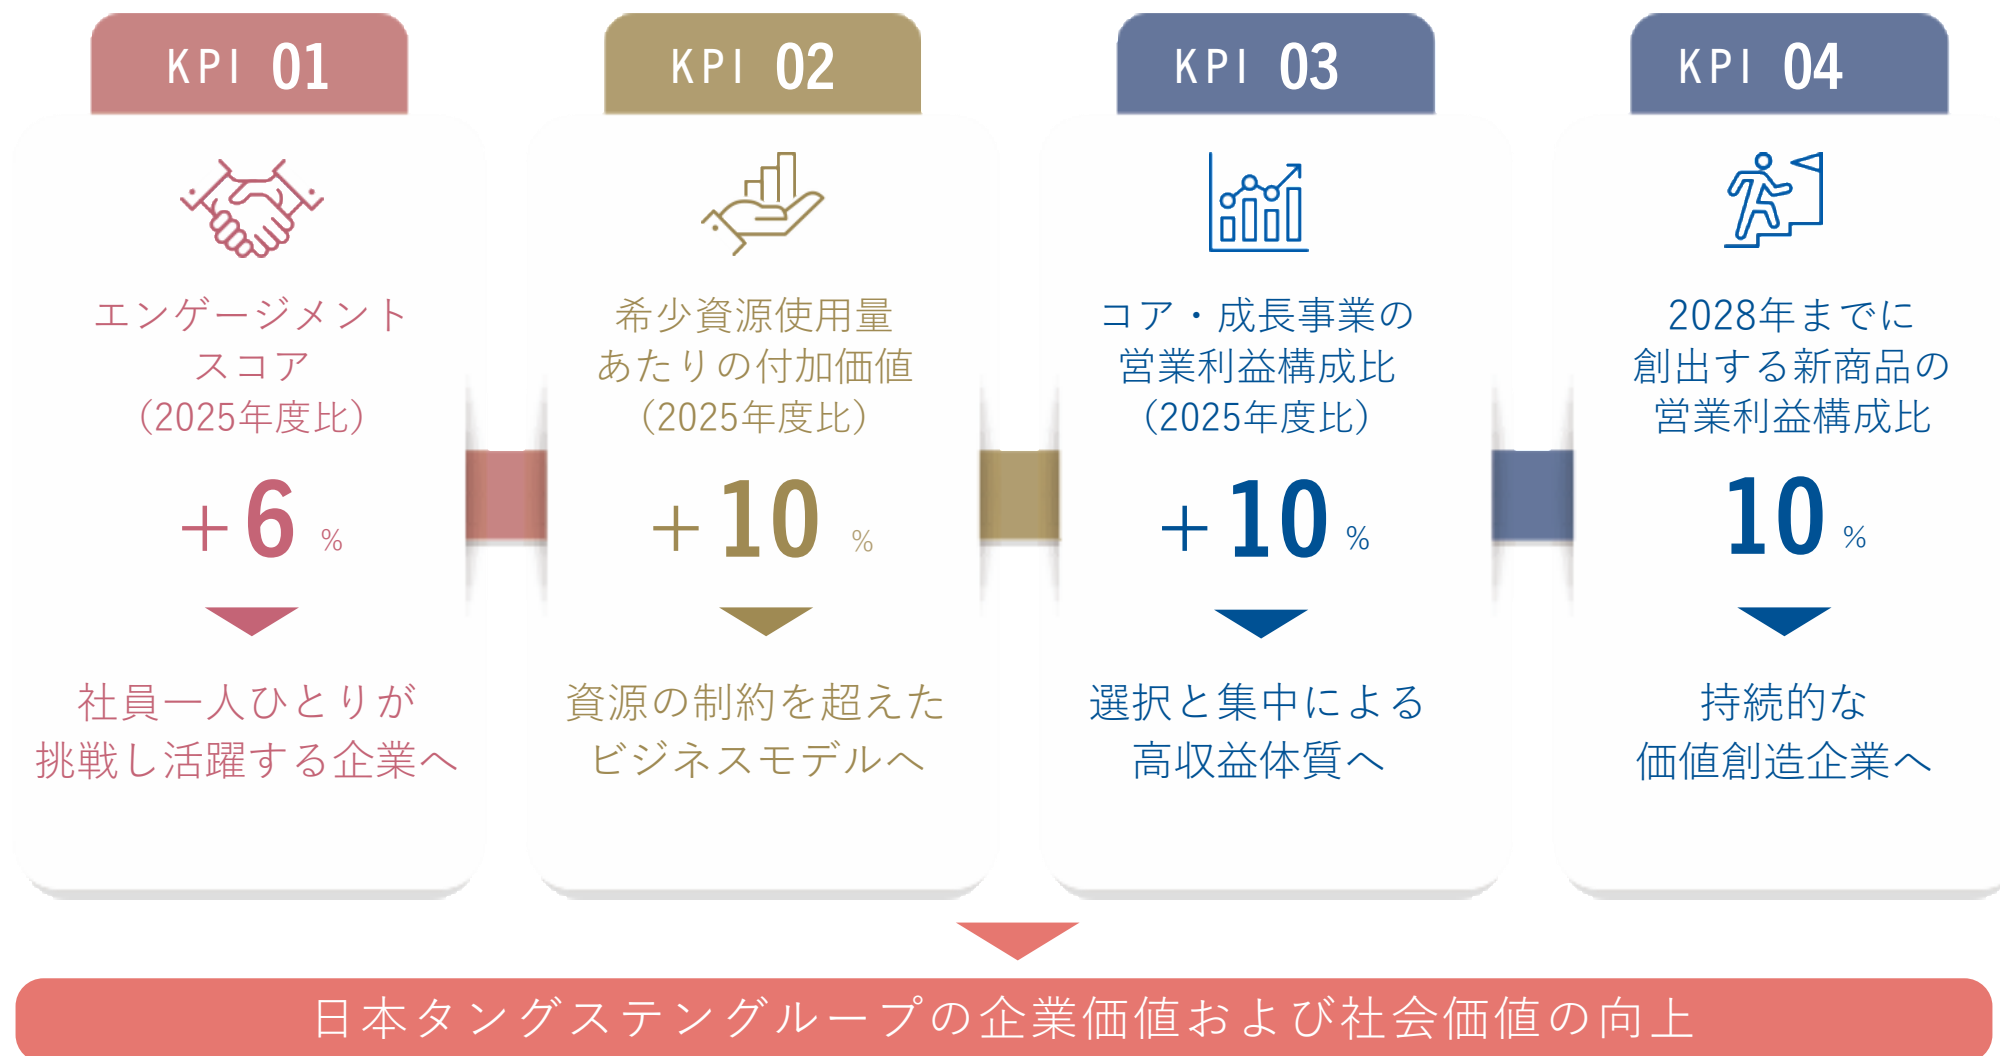 KPI 01
エンゲージメント
スコア
（2025年度比）
＋6 %
社員一人ひとりが
挑戦し活躍する企業へ
KPI 02
希少資源使用量
あたりの付加価値
（2025年度比）
＋10 %
資源の制約を超えた
ビジネスモデルへ
KPI 03
コア・成長事業の
営業利益構成比
（2025年度比）
＋10 %
選択と集中による
高収益体質へ
KPI 04
2028年までに
創出する新商品の
営業利益構成比
10 %
持続的な
価値創造企業へ
日本タングステングループの企業価値および社会価値の向上